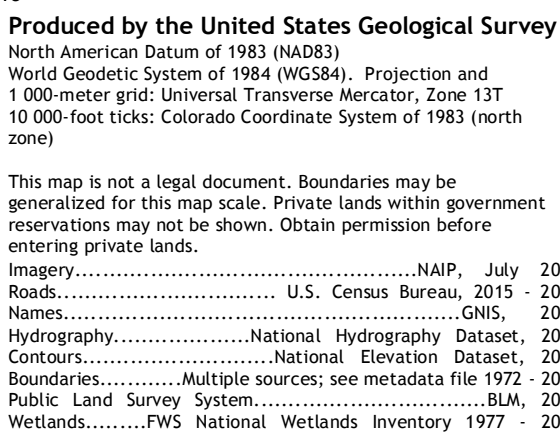 Produced by the United States Geological Survey
North American Datum of 1983 (NAD83)
World Geodetic System of 1984 (WGS84). Projection and
1 000-meter grid: Universal Transverse Mercator, Zone 13T
10 000-foot ticks: Colorado Coordinate System of 1983 (north
zone)
This map is not a legal document. Boundaries may be
generalized for this map scale. Private lands within government
reservations may not be shown. Obtain permission before
entering private lands.
Imagery................................................NAIP, July 20
Roads.............................. U.S. Census Bureau, 2015 - 20
Names........................................................GNIS, 20
Hydrography...................National Hydrography Dataset, 20
Contours...........................National Elevation Dataset, 20
Boundaries............Multiple sources; see metadata file 1972 - 20
Public Land Survey System.................................BLM, 20
Wetlands.........FWS National Wetlands Inventory 1977 - 20